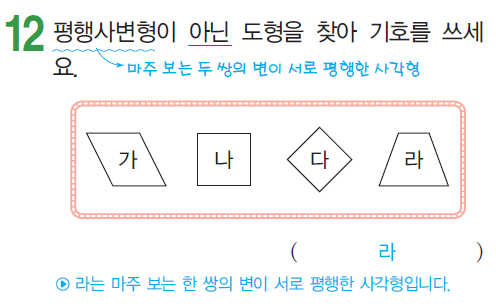 12 평행사변형이 아닌 도형을 찾아 기호를 쓰세
요.
마주 보는 두 쌍의 변이 서로 평행한 사각형
가 나 다 라
( 라 )
▶ 라는 마주 보는 한 쌍의 변이 서로 평행한 사각형입니다.